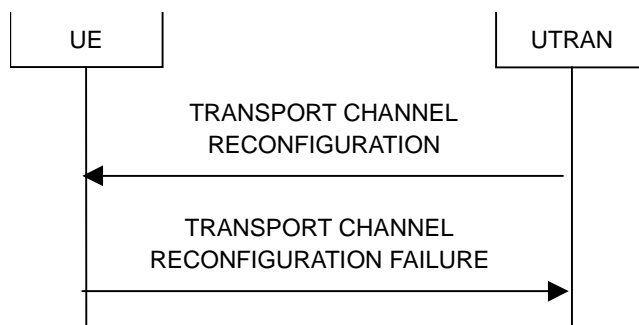 UE
UTRAN
TRANSPORT CHANNEL
RECONFIGURATION
TRANSPORT CHANNEL
RECONFIGURATION FAILURE